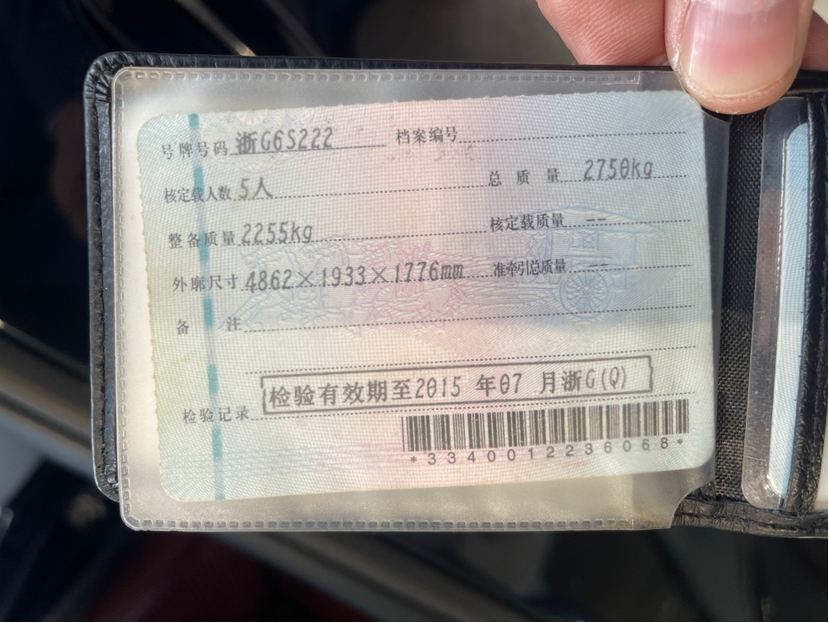 号牌号码 浙G6S222 档案编号
核定载人数 5人 总质量 2750kg
整备质量 2255kg 核定载质量 --
外廓尺寸 4862×1933×1776mm 准牵引总质量 --
备注
检验记录 检验有效期至2015 年07 月浙G(Q)
*3340012236068*